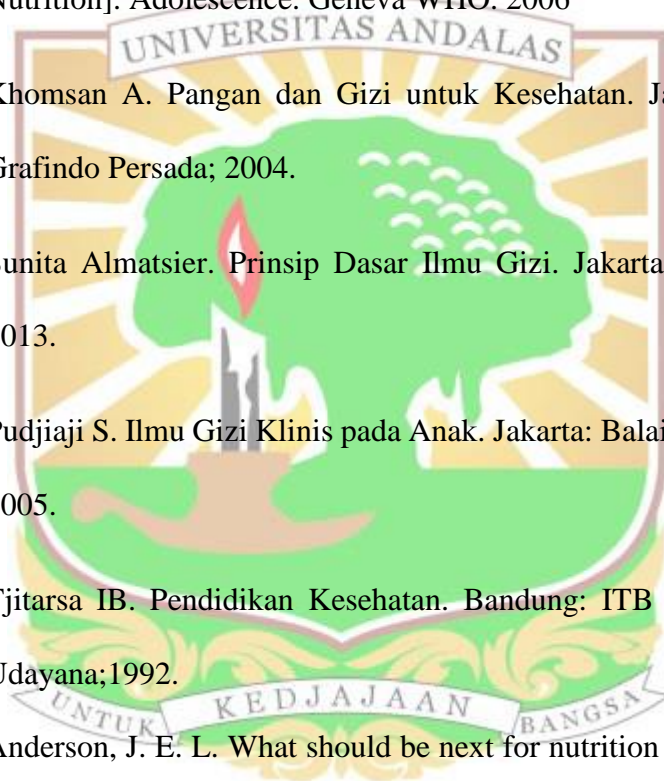 Nutrition]. Adolescence. Geneva WHO. 2006
UNIVERSITAS ANDALAS
Khomsan A. Pangan dan Gizi untuk Kesehatan. Ja
Grafindo Persada; 2004.
Sunita Almatsier. Prinsip Dasar Ilmu Gizi. Jakarta
013.
Pudjiaji S. Ilmu Gizi Klinis pada Anak. Jakarta: Balai
005.
Tjitarsa IB. Pendidikan Kesehatan. Bandung: ITB
Udayana;1992.
UNTUK KEDJAJAAN BANGSA
Anderson, J. E. L. What should be next for nutrition